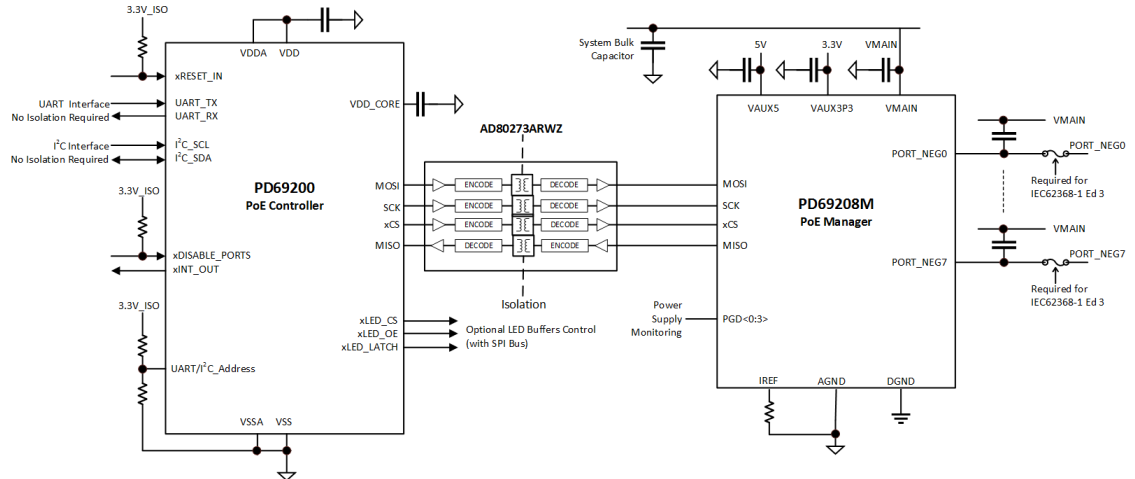 3.3V_ISO
VDDA
VDD
xRESET_IN
UART Interface
No Isolation Required
UART_TX
UART_RX
I²C Interface
No Isolation Required
I²C_SCL
I²C_SDA
3.3V_ISO
PD69200
PoE Controller
VDD_CORE
MOSI
SCK
xCS
MISO
xDISABLE_PORTS
xINT_OUT
3.3V_ISO
UART/I²C_Address
xLED_CS
xLED_OE
xLED_LATCH
Optional LED Buffers Control
(with SPI Bus)
VSSA
VSS
AD80273ARWZ
ENCODE
DECODE
ENCODE
DECODE
ENCODE
DECODE
DECODE
ENCODE
Isolation
System Bulk
Capacitor
5V
3.3V
VMAIN
VAUX5
VAUX3P3
VMAIN
MOSI
SCK
xCS
MISO
PD69208M
PoE Manager
Power
Supply
Monitoring
PGD<0:3>
IREF
AGND
DGND
PORT_NEG0
VMAIN
PORT_NEG0
Required for
IEC62368-1 Ed 3
PORT_NEG7
VMAIN
PORT_NEG7
Required for
IEC62368-1 Ed 3